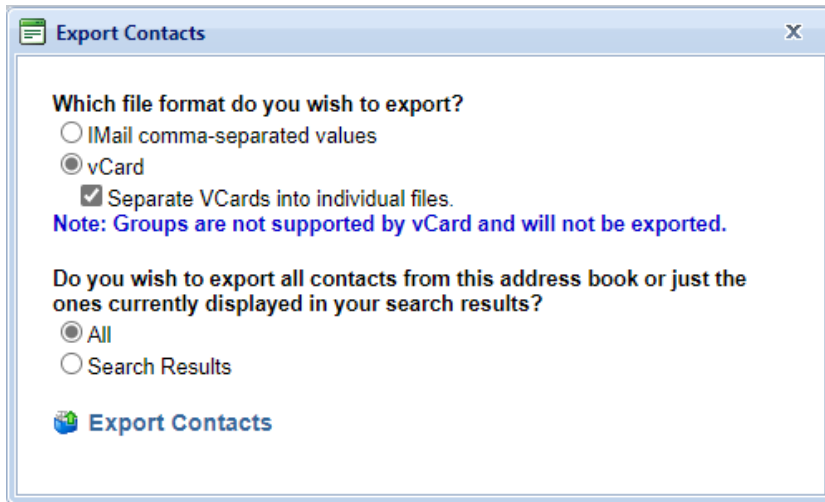 Export Contacts
x
Which file format do you wish to export?
IMail comma-separated values
vCard
Separate VCards into individual files.
Note: Groups are not supported by vCard and will not be exported.
Do you wish to export all contacts from this address book or just the
ones currently displayed in your search results?
All
Search Results
Export Contacts